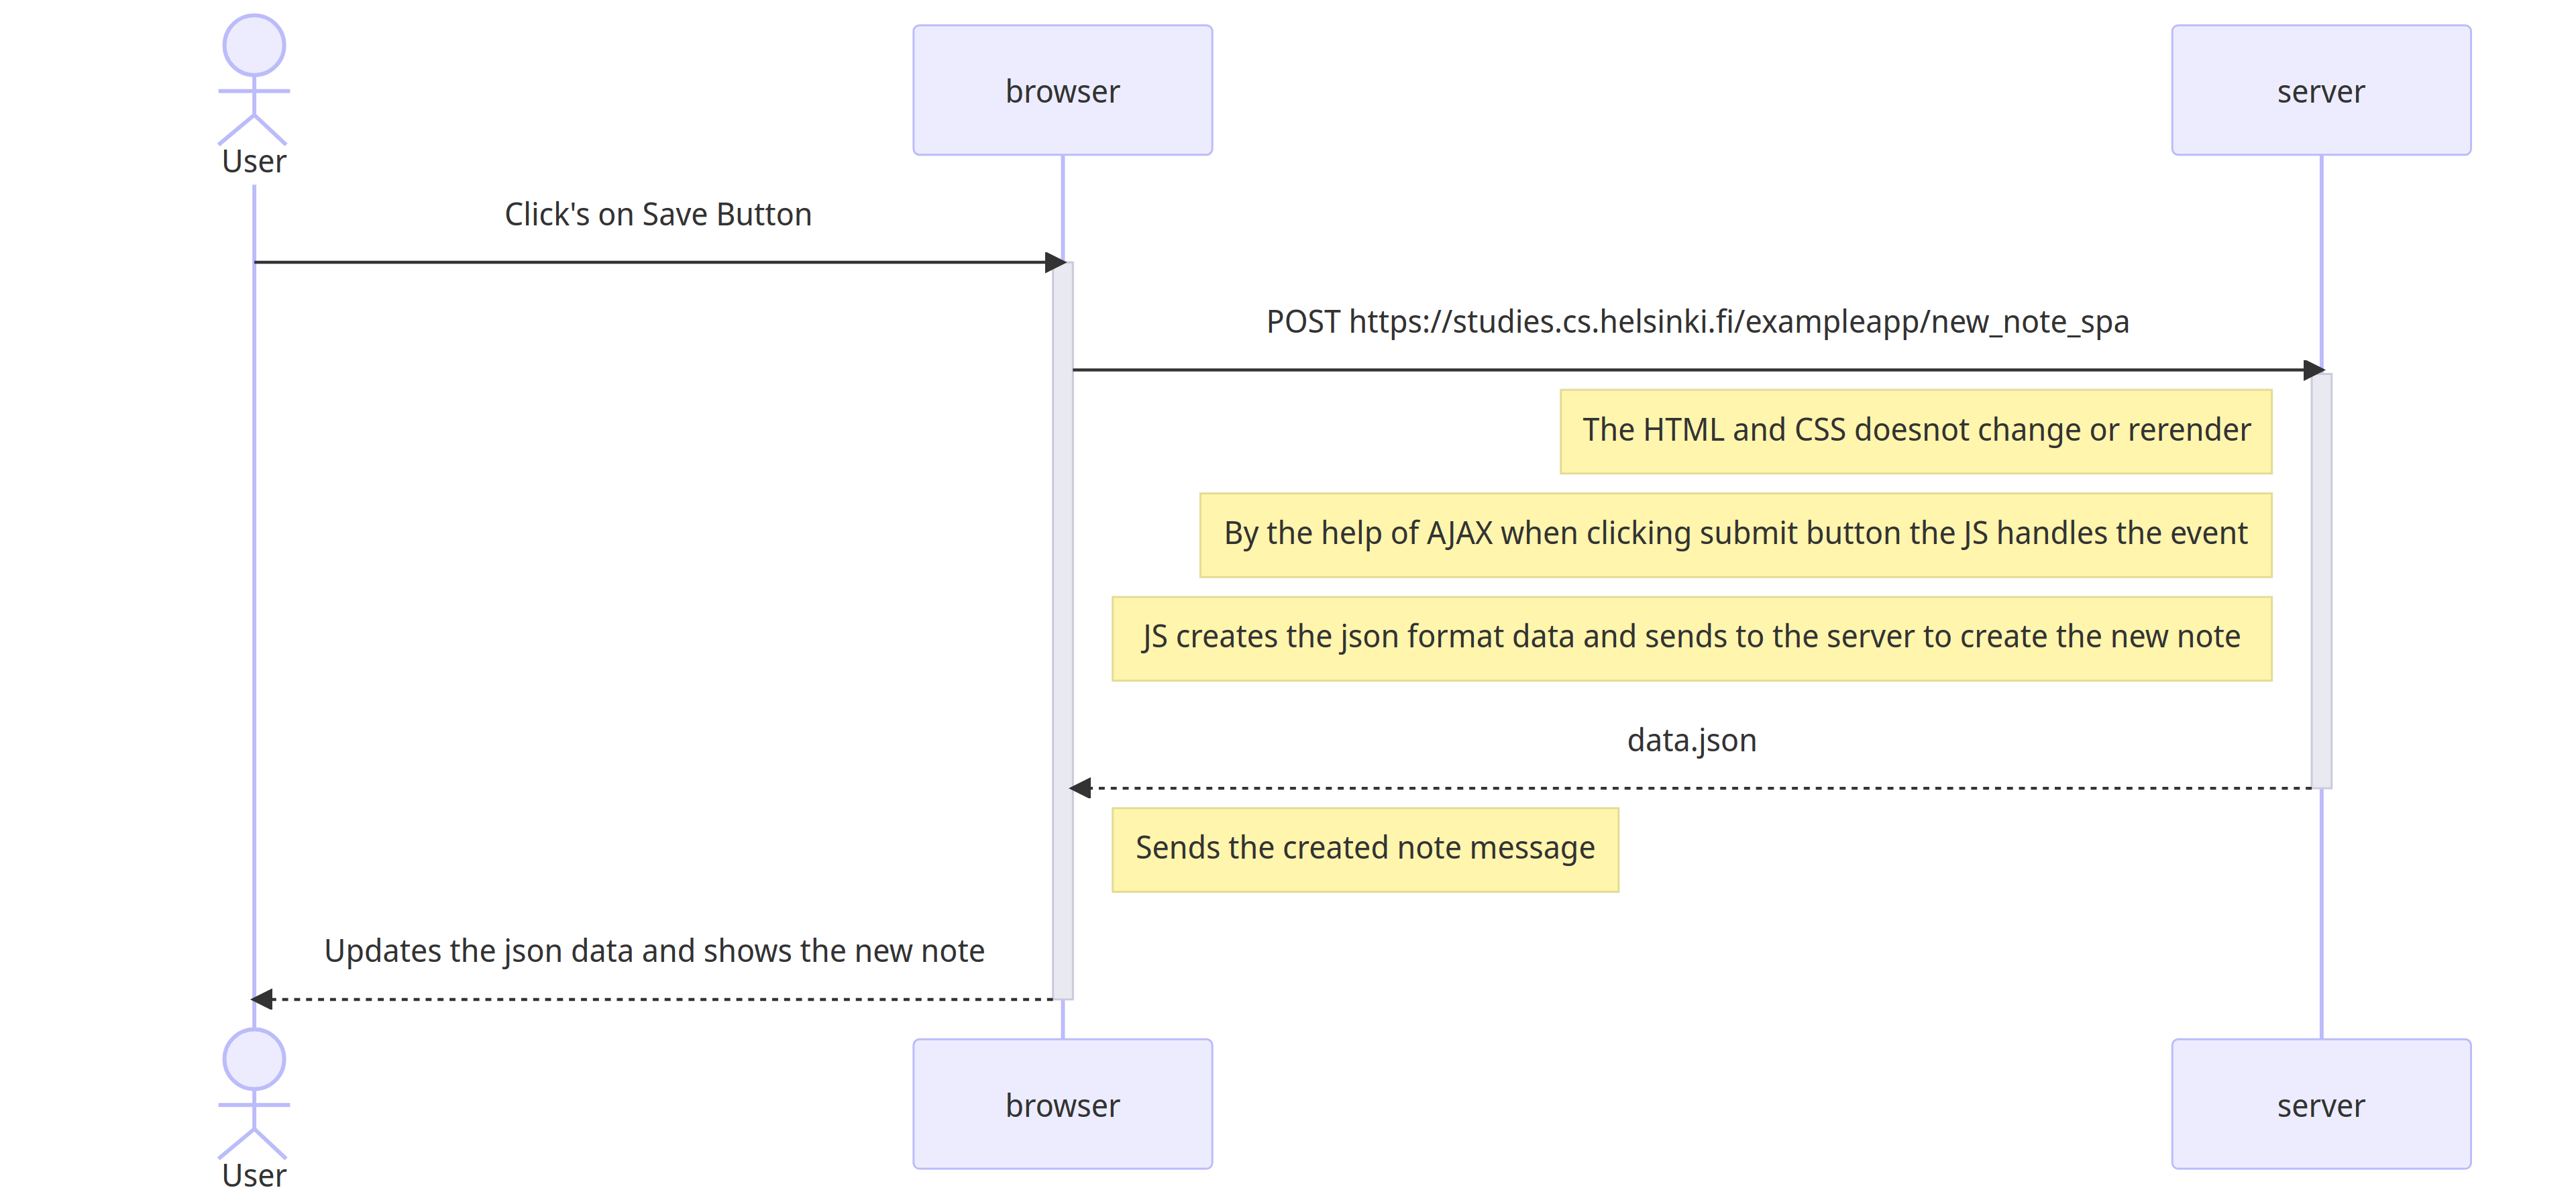 User
browser
server
Click's on Save Button
POST https://studies.cs.helsinki.fi/exampleapp/new_note_spa
The HTML and CSS doesnot change or rerender
By the help of AJAX when clicking submit button the JS handles the event
JS creates the json format data and sends to the server to create the new note
data.json
Sends the created note message
Updates the json data and shows the new note
User
browser
server